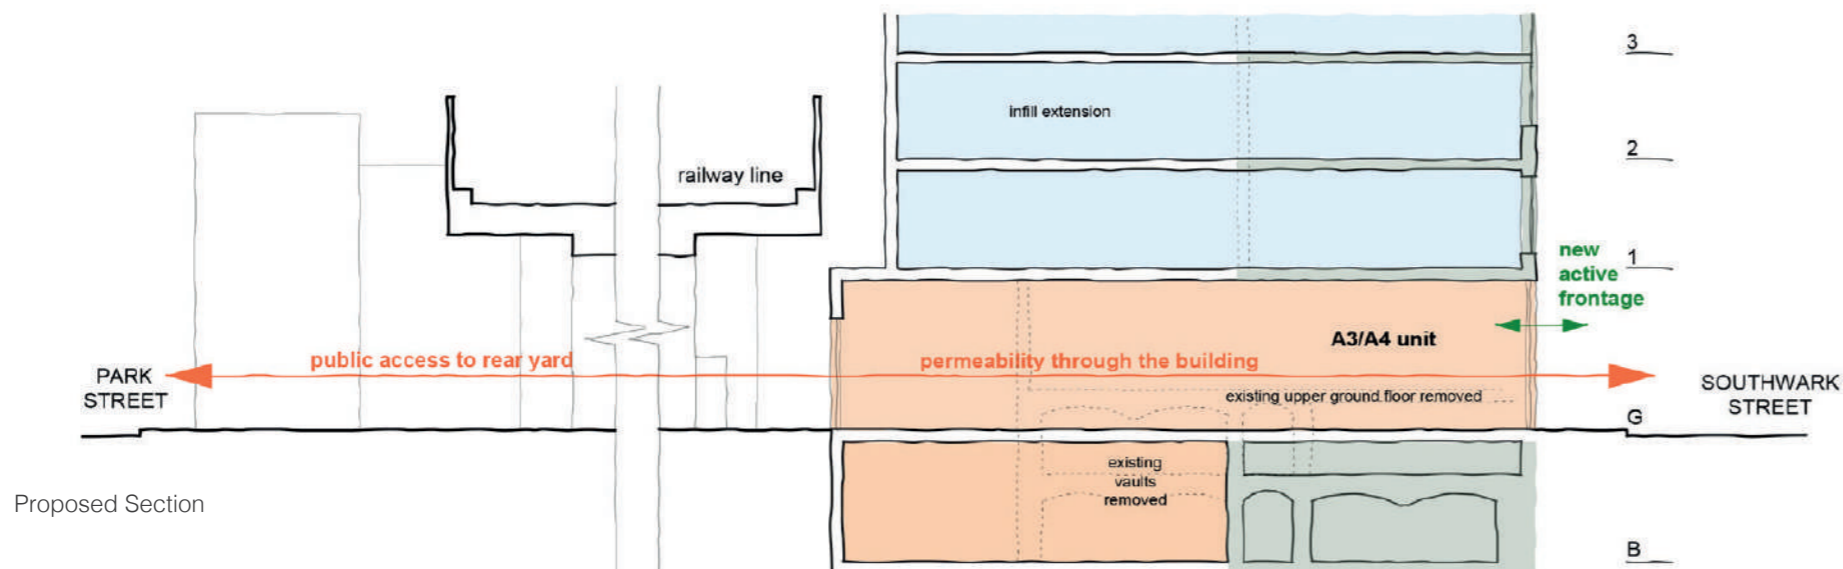 3
infill extension
2
railway line
1
new
active
frontage
A3/A4 unit
public access to rear yard
permeability through the building
PARK
STREET
existing upper ground floor removed
SOUTHWARK
STREET
G
existing
vaults
removed
Proposed Section
B